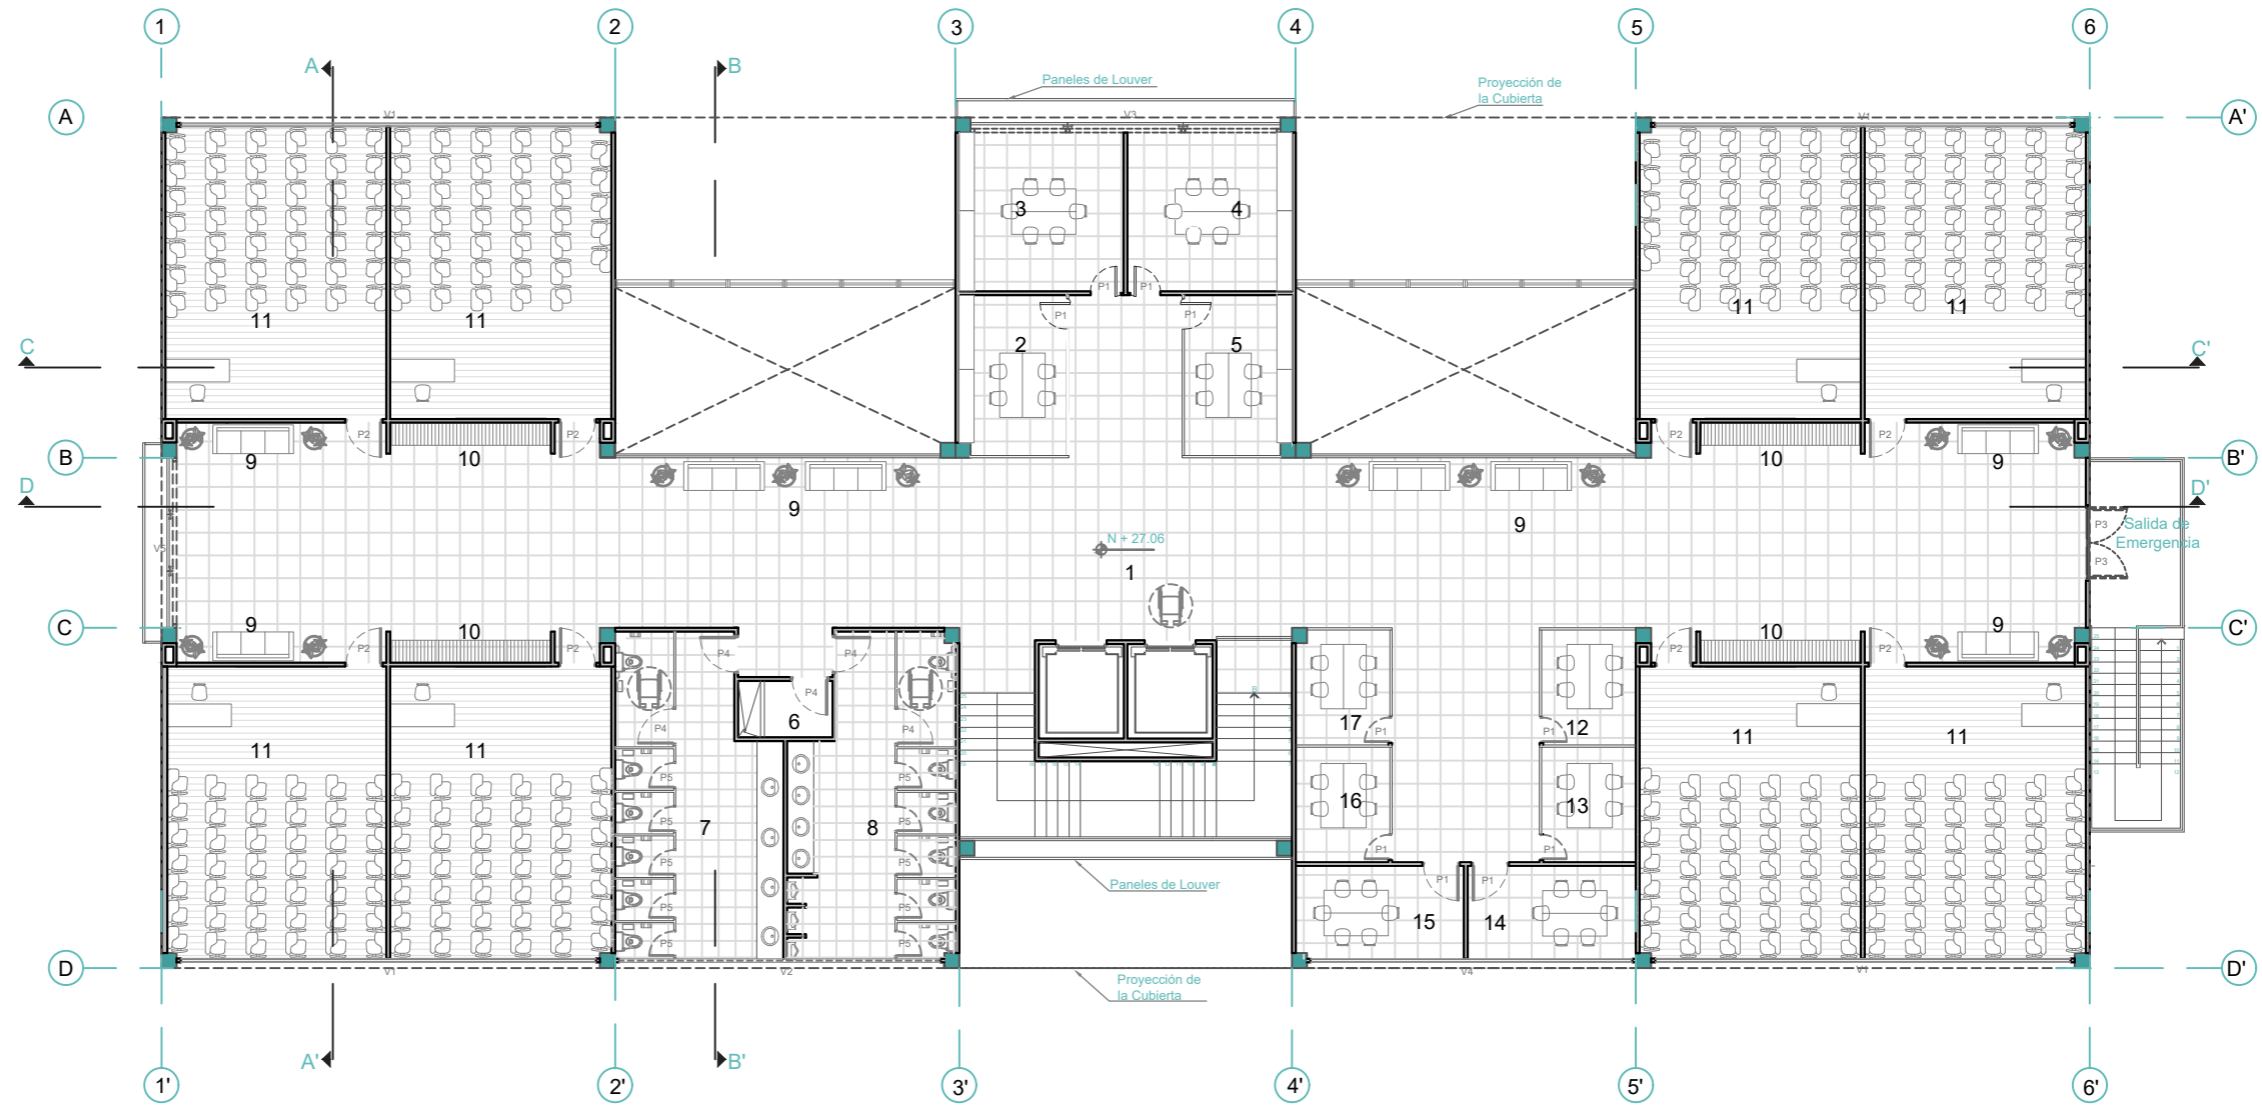 1 2 3 4 5 6
A B
Paneles de Louver
Proyección de
la Cubierta
A A'
V1 V3 V1
3 4
P1 P1
11 11 11 11
P1 P1
2 5
C C'
P2 P2 P2 P2
9 10 10 9
B B'
D D'
9 9
P3 Salida de
Emergencia
P3
N + 27.06
V5
1
C C'
9 10 10 9
P2 P2 P2 P2
P4 P4
P4
6
P4 P4
B
17 12
P1 P1
11 11 11 11
P5 P5
16 13
7 8
P5 P5
P5 P5
P1 P1
Paneles de Louver
P1 P1
P5 P5
15 14
P5 P5
D D'
V1 V2 V4 V1
Proyección de
la Cubierta
A' B'
1' 2' 3' 4' 5' 6'